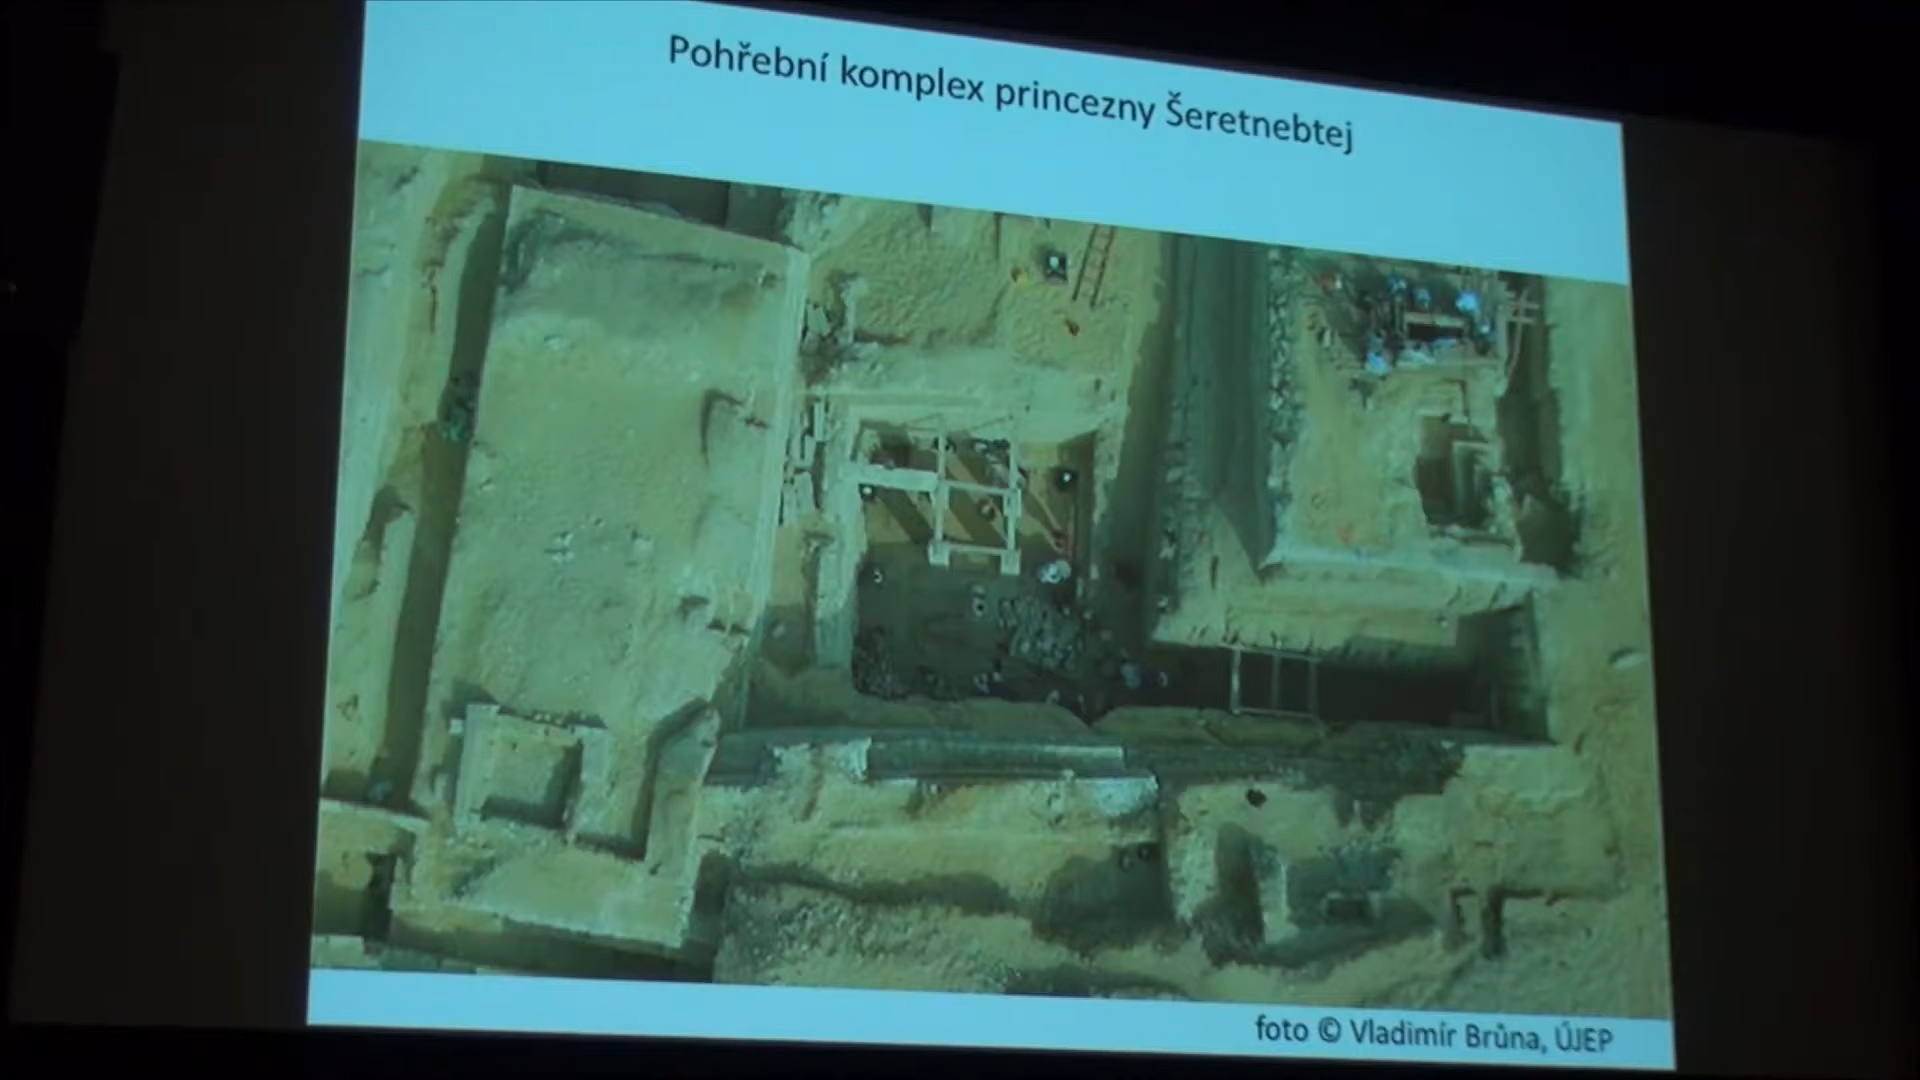 Pohřební komplex princezny Šeretnebtej
foto © Vladimír Brůna, ÚJEP